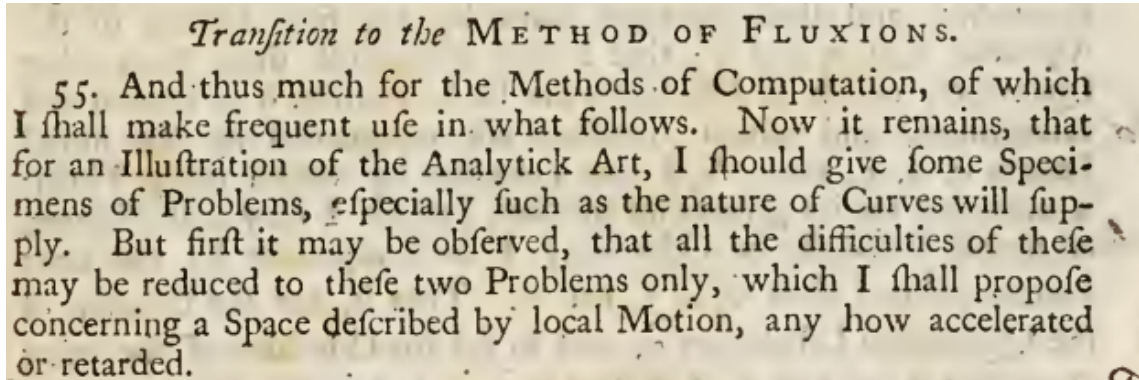 Tranſition to the METHOD OF FLUXIONS.
55. And thus much for the Methods of Computation, of which
I ſhall make frequent uſe in what follows. Now it remains, that
for an Illuſtration of the Analytick Art, I ſhould give ſome Speci-
mens of Problems, eſpecially ſuch as the nature of Curves will ſup-
ply. But firſt it may be obſerved, that all the difficulties of theſe
may be reduced to theſe two Problems only, which I ſhall propoſe
concerning a Space deſcribed by local Motion, any how accelerated
or retarded.